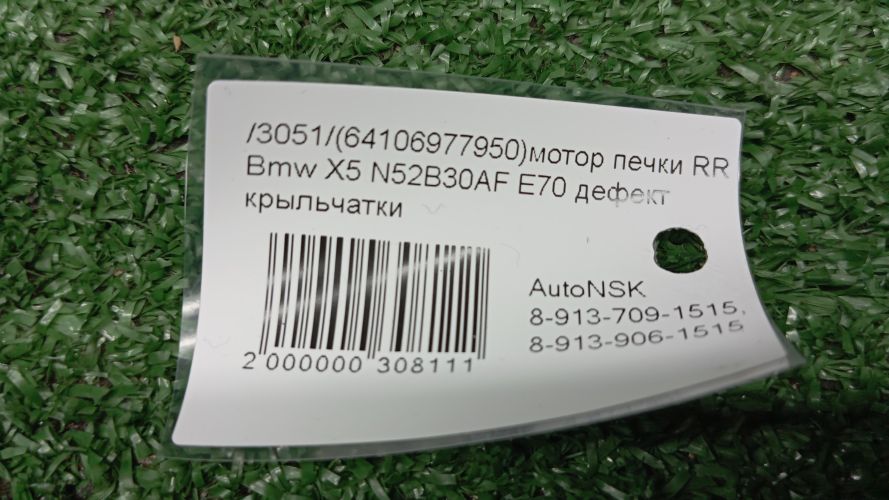 /3051/(64106977950)мотор печки RR
Bmw X5 N52B30AF E70 дефект
крыльчатки
AutoNSK
8-913-709-1515,
8-913-906-1515
2 000000 308111